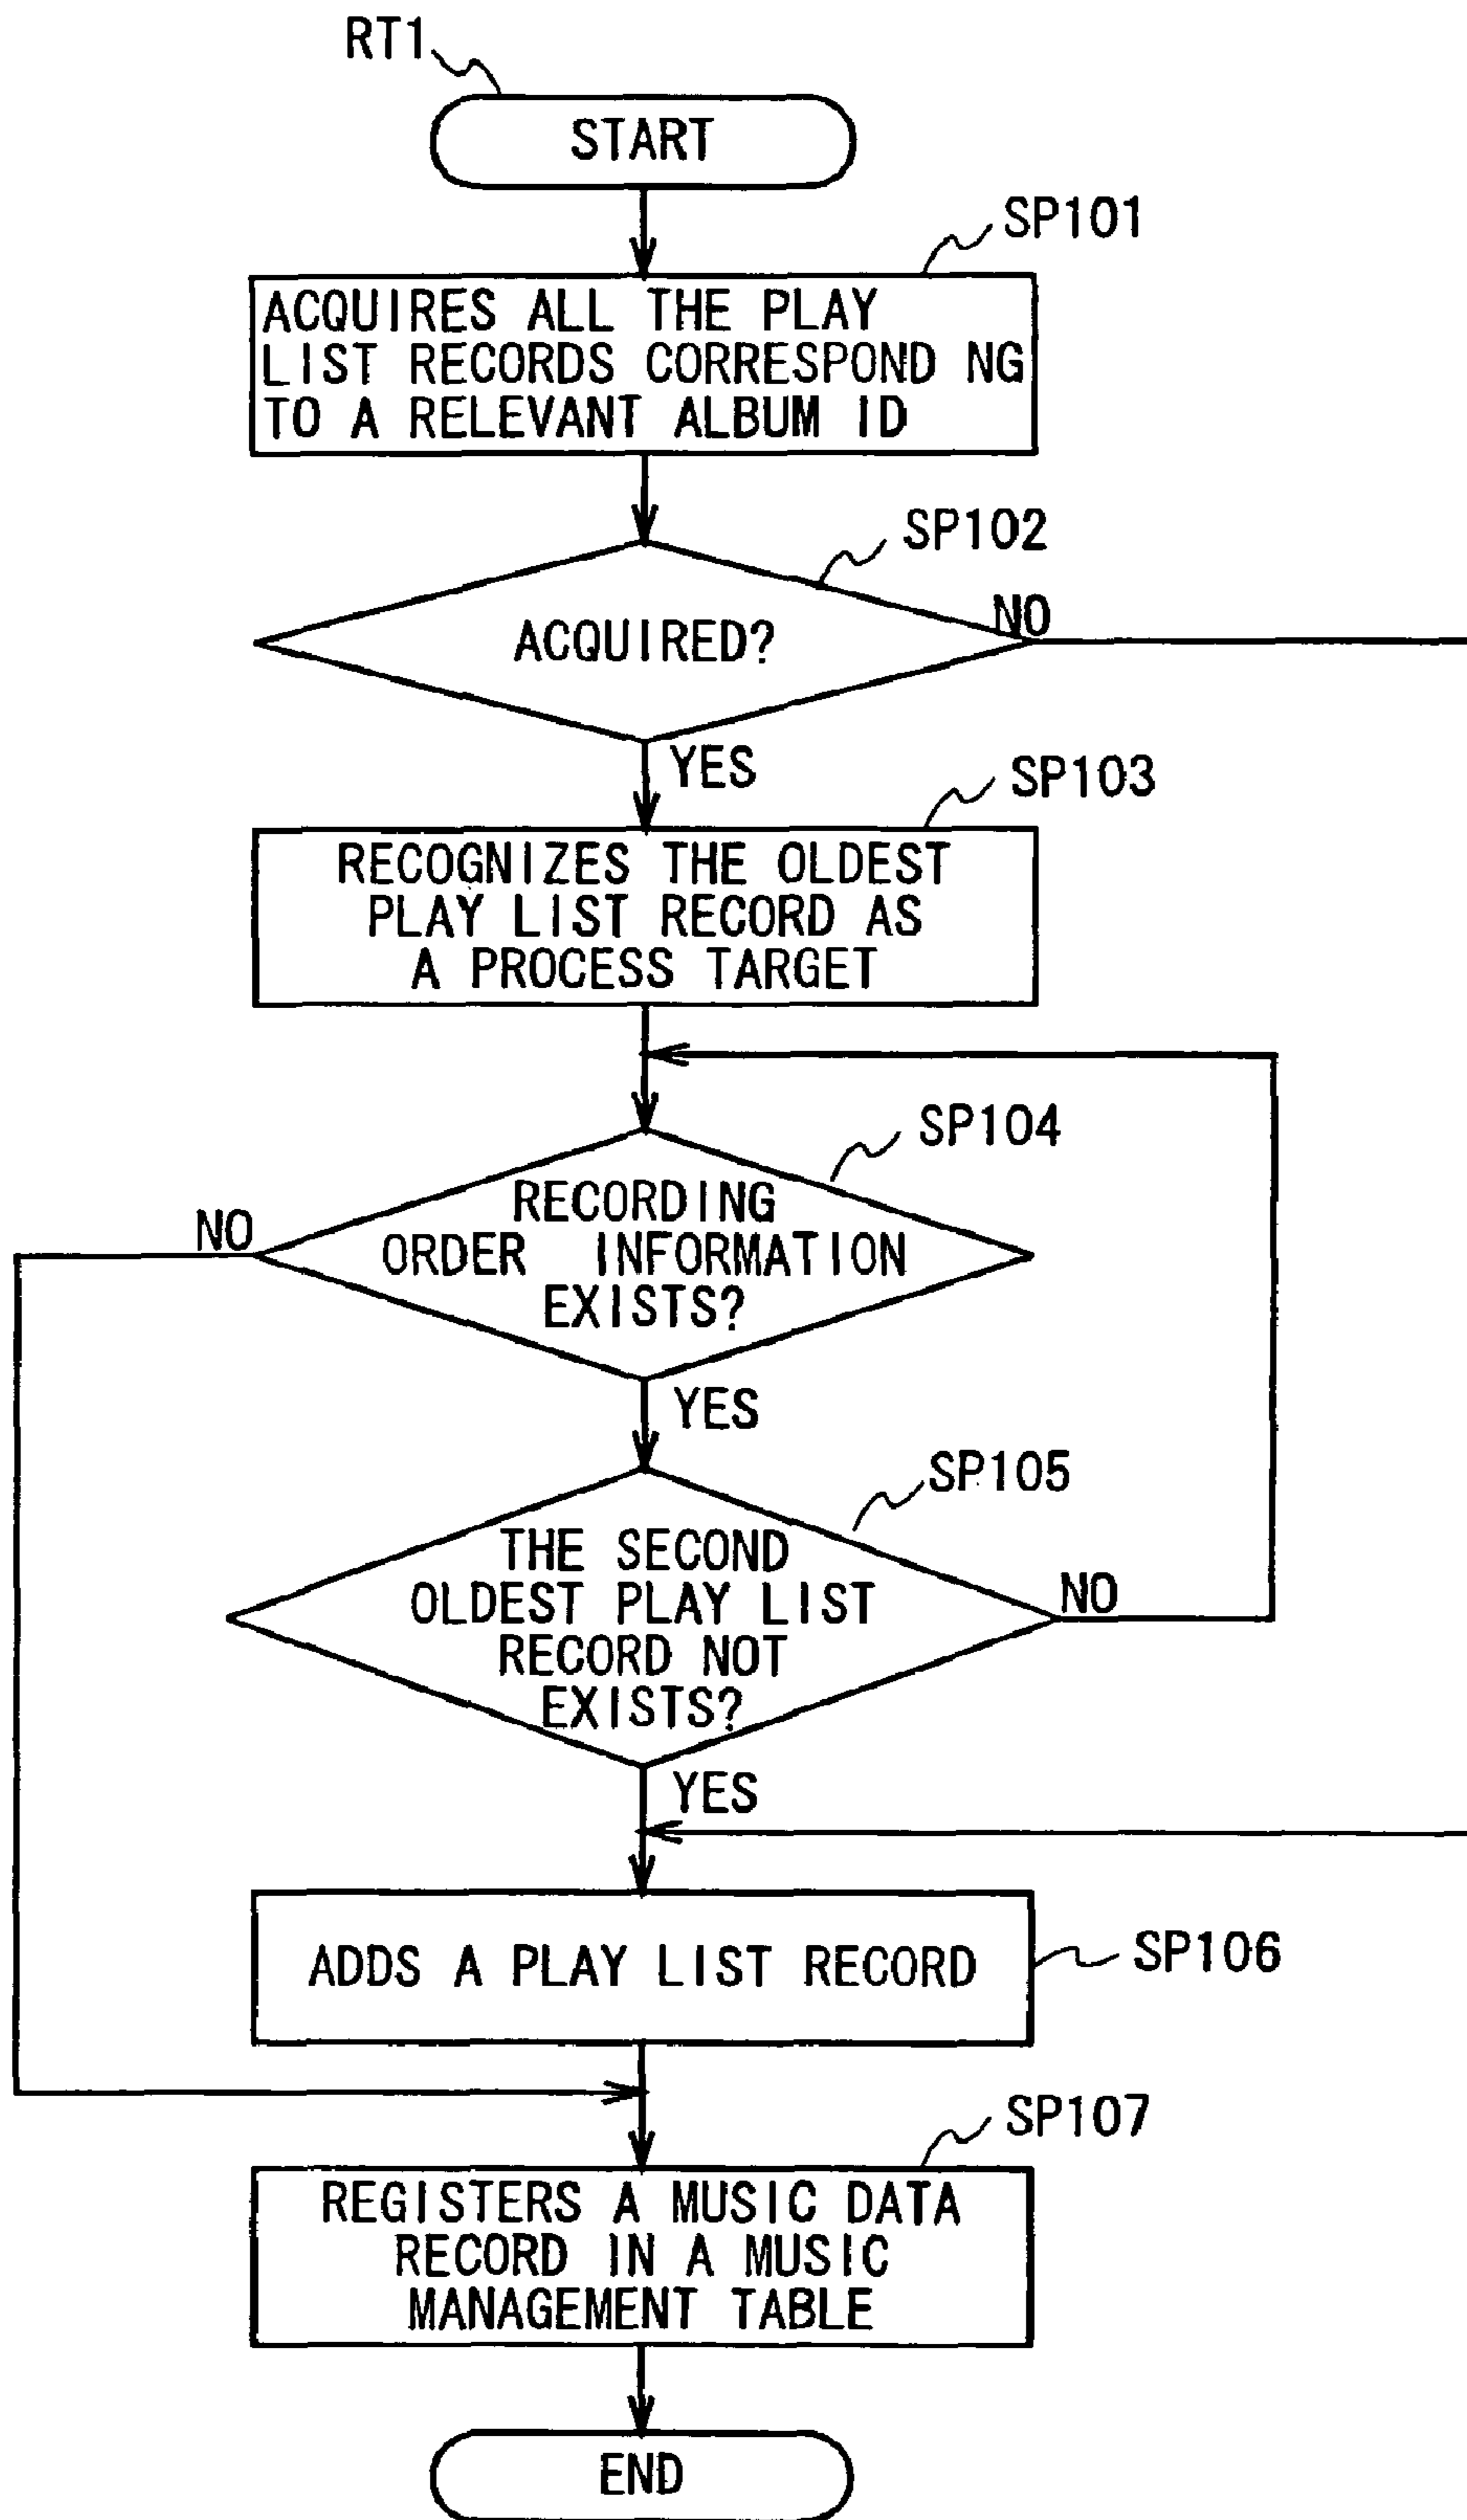 RT1
START
SP101
ACQUIRES ALL THE PLAY
LIST RECORDS CORRESPOND NG
TO A RELEVANT ALBUM ID
SP102
ACQUIRED?
NO
YES
SP103
RECOGNIZES THE OLDEST
PLAY LIST RECORD AS
A PROCESS TARGET
SP104
RECORDING
ORDER INFORMATION
EXISTS?
NO
YES
SP105
THE SECOND
OLDEST PLAY LIST
RECORD NOT
EXISTS?
NO
YES
ADDS A PLAY LIST RECORD
SP106
SP107
REGISTERS A MUSIC DATA
RECORD IN A MUSIC
MANAGEMENT TABLE
END